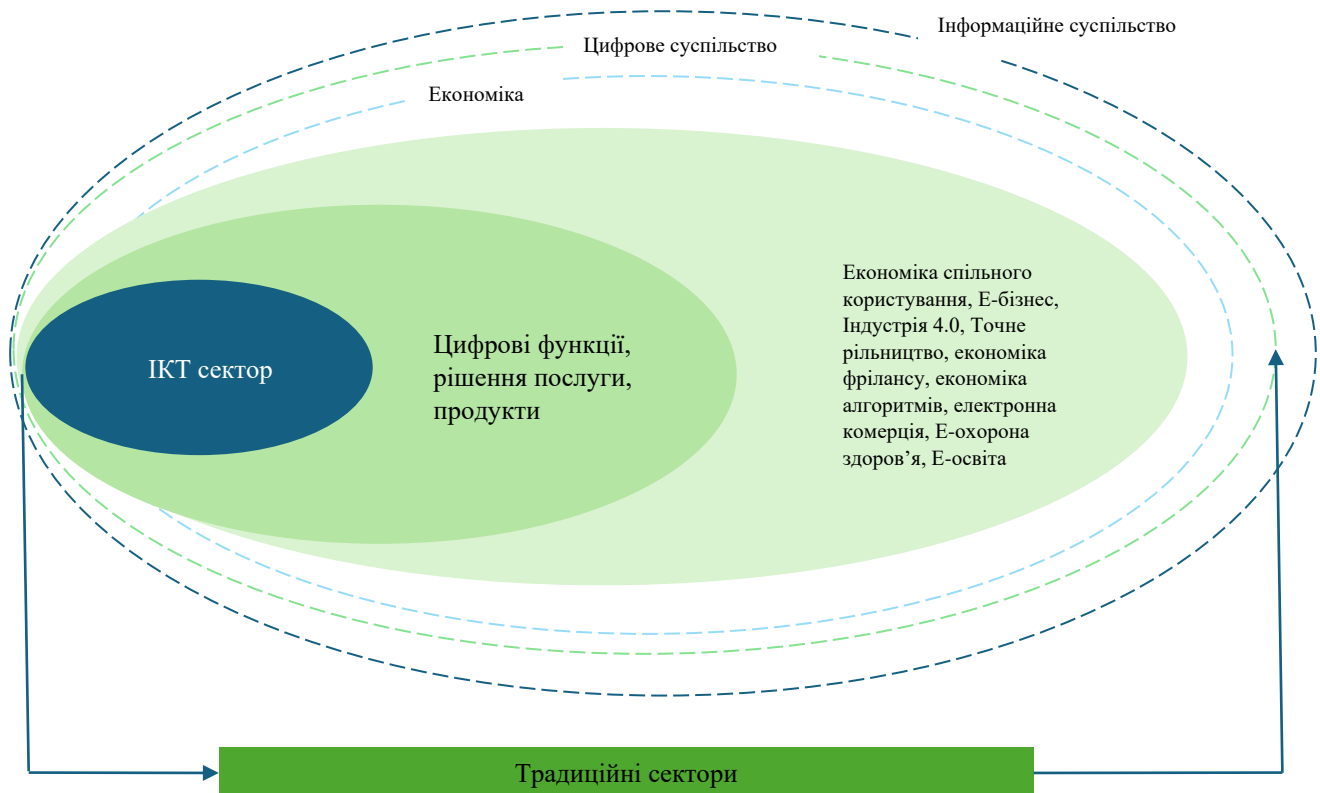 Інформаційне суспільство
Цифрове суспільство
Економіка
ІКТ сектор
Цифрові функції,
рішення послуги,
продукти
Економіка спільного
користування, Е-бізнес,
Індустрія 4.0, Точне
рільництво, економіка
фрілансу, економіка
алгоритмів, електронна
комерція, Е-охорона
здоров’я, Е-освіта
Традиційні сектори